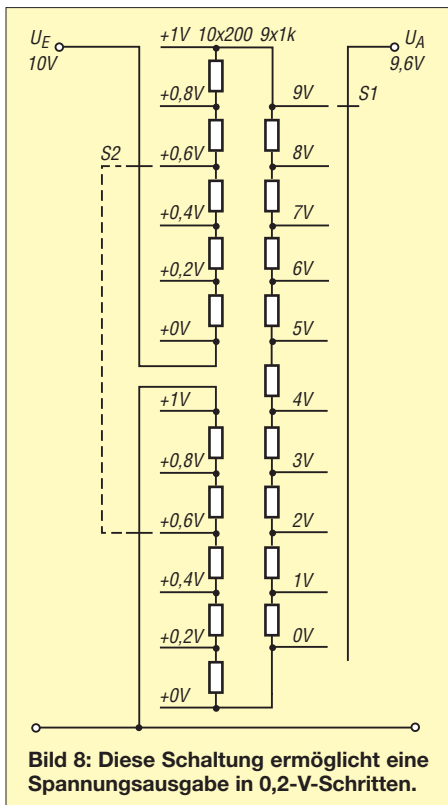 UE
10V
+1V 10x200 9x1k
UA
9,6V
+0,8V
9V
S1
S2
+0,6V
8V
+0,4V
7V
+0,2V
6V
+0V
5V
+1V
4V
+0,8V
3V
+0,6V
2V
+0,4V
1V
+0,2V
0V
+0V
Bild 8: Diese Schaltung ermöglicht eine
Spannungsausgabe in 0,2-V-Schritten.